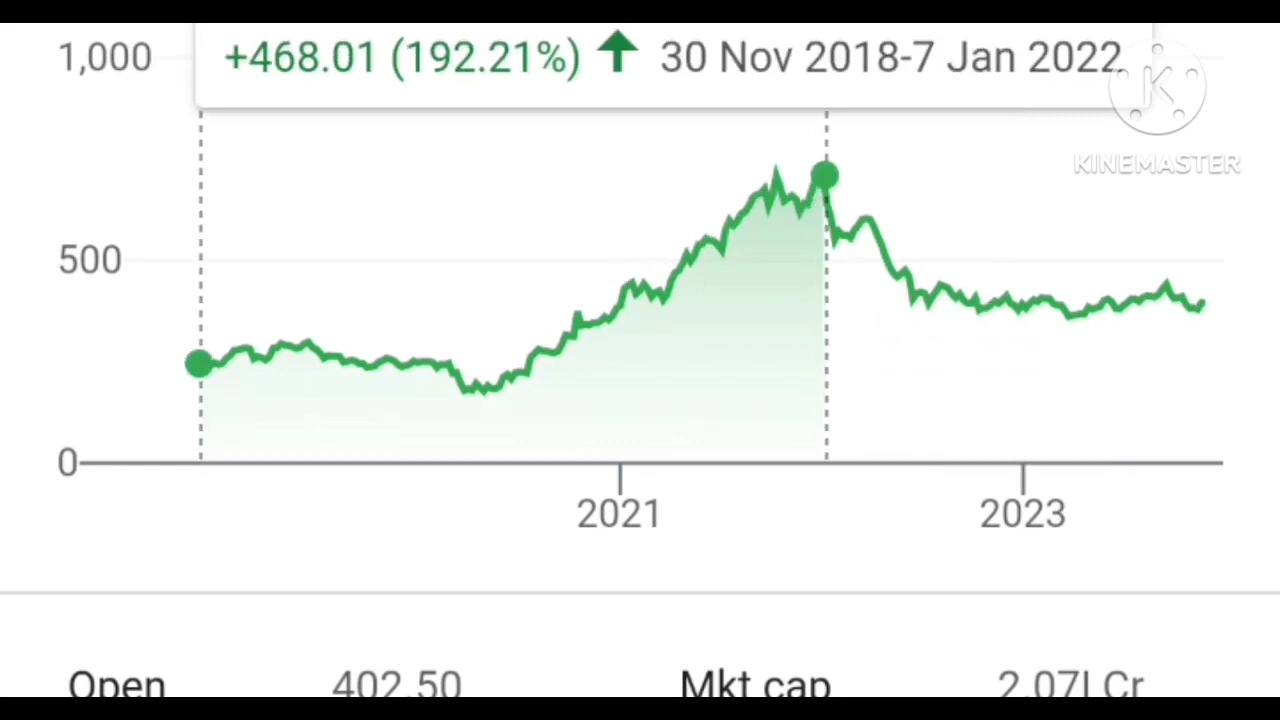 1,000 +468.01 (192.21%) 30 Nov 2018-7 Jan 2022
K
KINEMASTER
500
0
2021 2023
Open 402.50 Mkt cap 2.07LCr